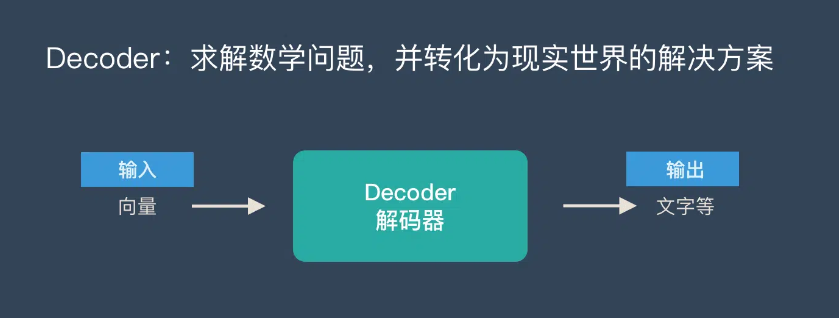 Decoder：求解数学问题，并转化为现实世界的解决方案
输入
向量
Decoder
解码器
输出
文字等